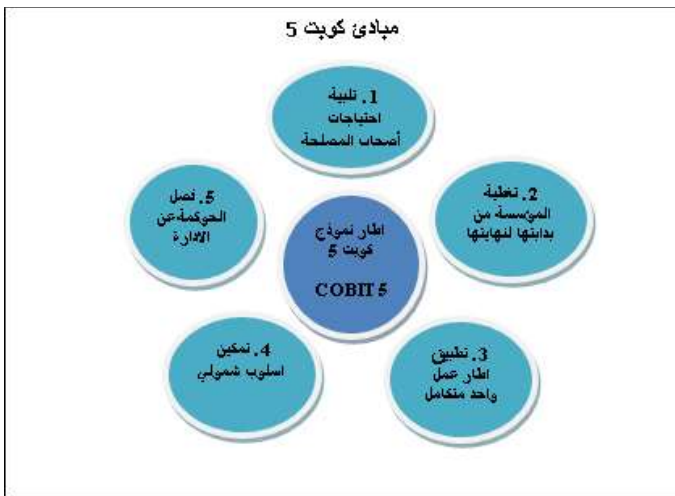 مبادئ كوبت 5
1. تلبية
احتياجات
أصحاب المصلحة
2. تغطية
المؤسسة من
بدايتها لنهايتها
3. تطبيق
اطار عمل
واحد متكامل
4. تمكين
اسلوب شمولي
5. فصل
الحوكمة عن
الادارة
اطار نموذج
كوبت 5
COBIT 5